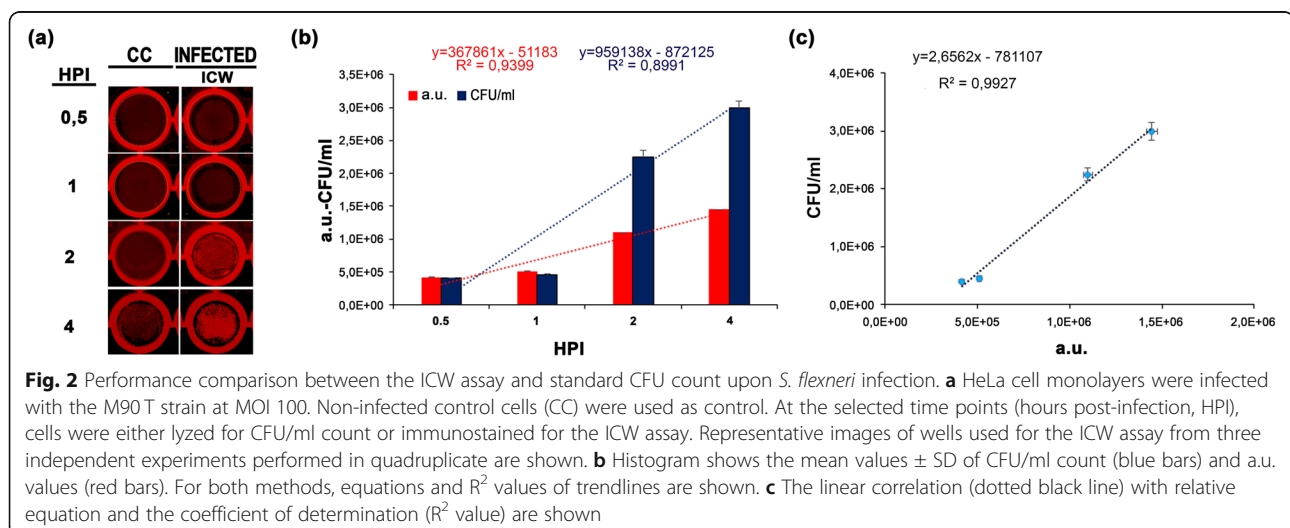 (a)
CC INFECTED
HPI ICW
0,5
1
2
4
(b)
y=367861x - 51183
R² = 0,9399
y=959138x - 872125
R² = 0,8991
a.u. CFU/ml
3,5E+06
3,0E+06
2,5E+06
2,0E+06
1,5E+06
1,0E+06
5,0E+05
0,0E+00
a.u.-CFU/ml
0.5 1 2 4
HPI
(c)
y=2,6562x - 781107
R² = 0,9927
4,0E+06
3,0E+06
2,0E+06
1,0E+06
0,0E+00
CFU/ml
0,0E+00 5,0E+05 1,0E+06 1,5E+06 2,0E+06
a.u.
Fig. 2 Performance comparison between the ICW assay and standard CFU count upon S. flexneri infection. a HeLa cell monolayers were infected
with the M90 T strain at MOI 100. Non-infected control cells (CC) were used as control. At the selected time points (hours post-infection, HPI),
cells were either lyzed for CFU/ml count or immunostained for the ICW assay. Representative images of wells used for the ICW assay from three
independent experiments performed in quadruplicate are shown. b Histogram shows the mean values ± SD of CFU/ml count (blue bars) and a.u.
values (red bars). For both methods, equations and R² values of trendlines are shown. c The linear correlation (dotted black line) with relative
equation and the coefficient of determination (R² value) are shown